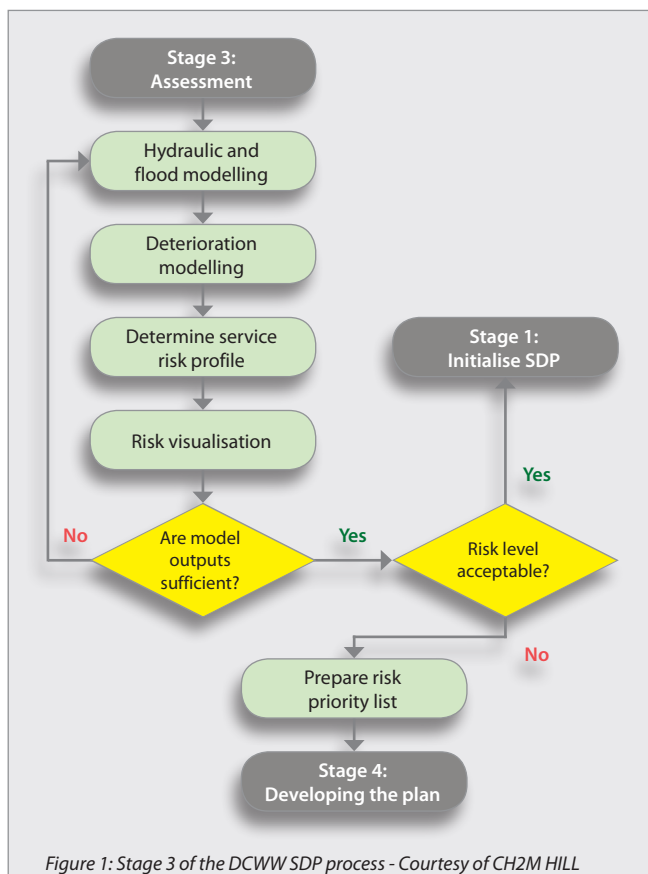 Stage 3:
Assessment
Hydraulic and
flood modelling
Deterioration
modelling
Determine service
risk profile
Stage 1:
Initialise SDP
Risk visualisation
Yes
No
Are model
outputs
sufficient?
Yes
Risk level
acceptable?
No
Prepare risk
priority list
Stage 4:
Developing the plan
Figure 1: Stage 3 of the DCWW SDP process - Courtesy of CH2M HILL